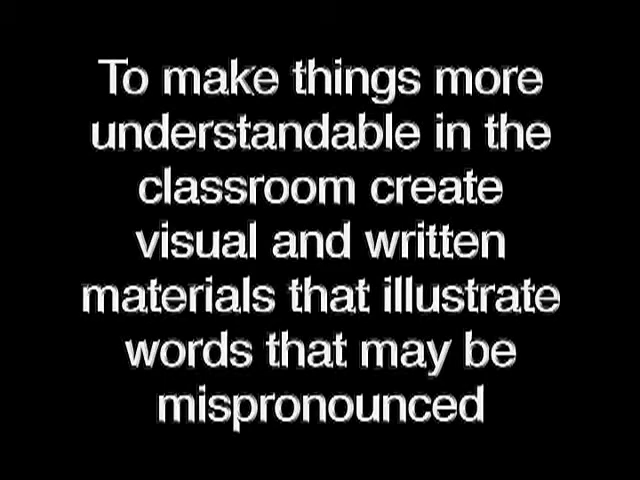 To make things more
understandable in the
classroom create
visual and written
materials that illustrate
words that may be
mispronounced